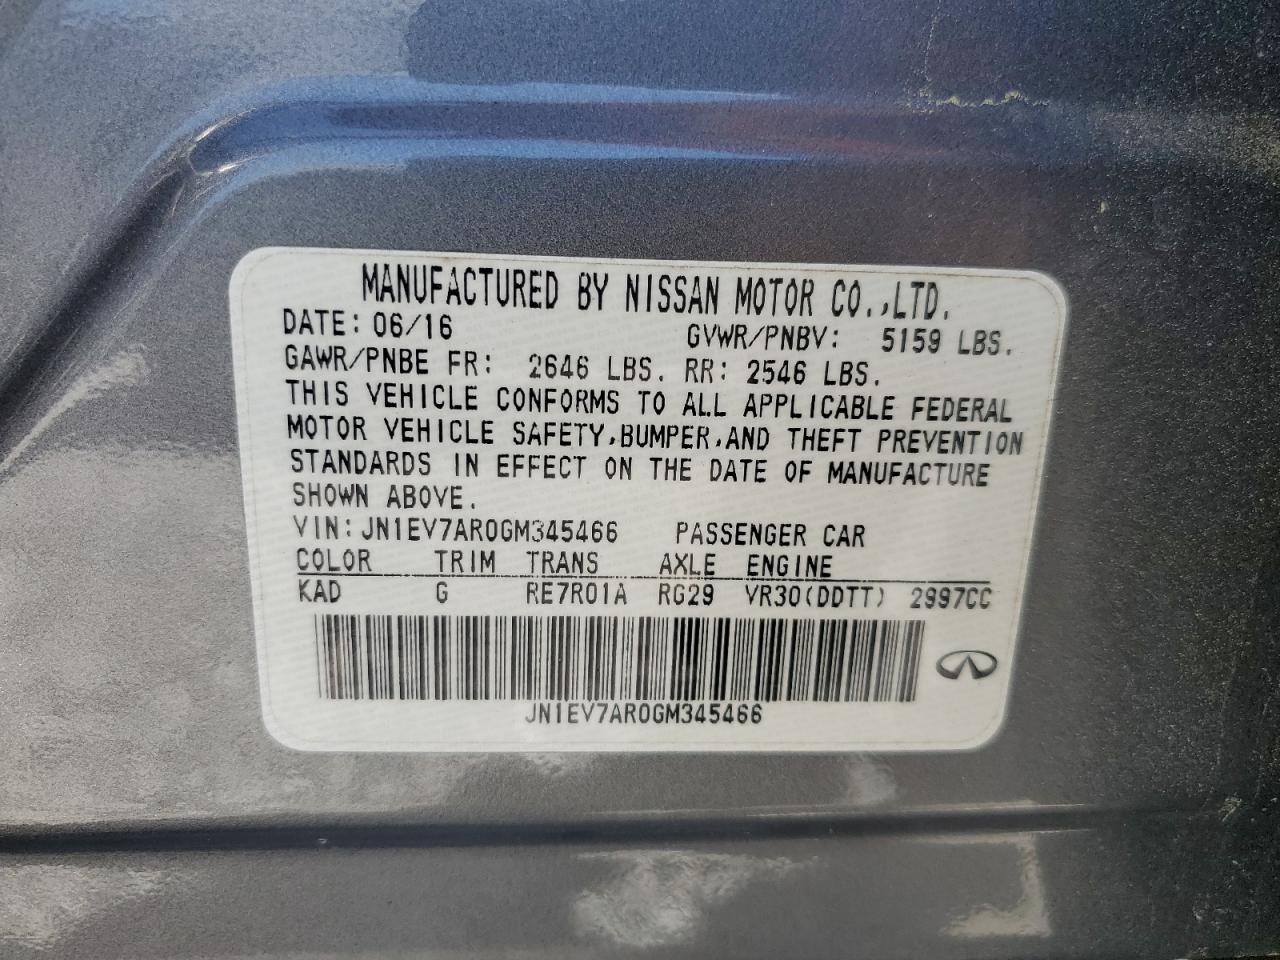 MANUFACTURED BY NISSAN MOTOR CO.,LTD.
DATE: 06/16 GVWR/PNBV: 5159 LBS.
GAWR/PNBE FR: 2646 LBS. RR: 2546 LBS.
THIS VEHICLE CONFORMS TO ALL APPLICABLE FEDERAL
MOTOR VEHICLE SAFETY,BUMPER,AND THEFT PREVENTION
STANDARDS IN EFFECT ON THE DATE OF MANUFACTURE
SHOWN ABOVE.
VIN:JN1EV7AR0GM345466 PASSENGER CAR
COLOR TRIM TRANS AXLE ENGINE
KAD G RE7R01A RG29 VR30(DDTT) 2997CC
JN1EV7AR0GM345466